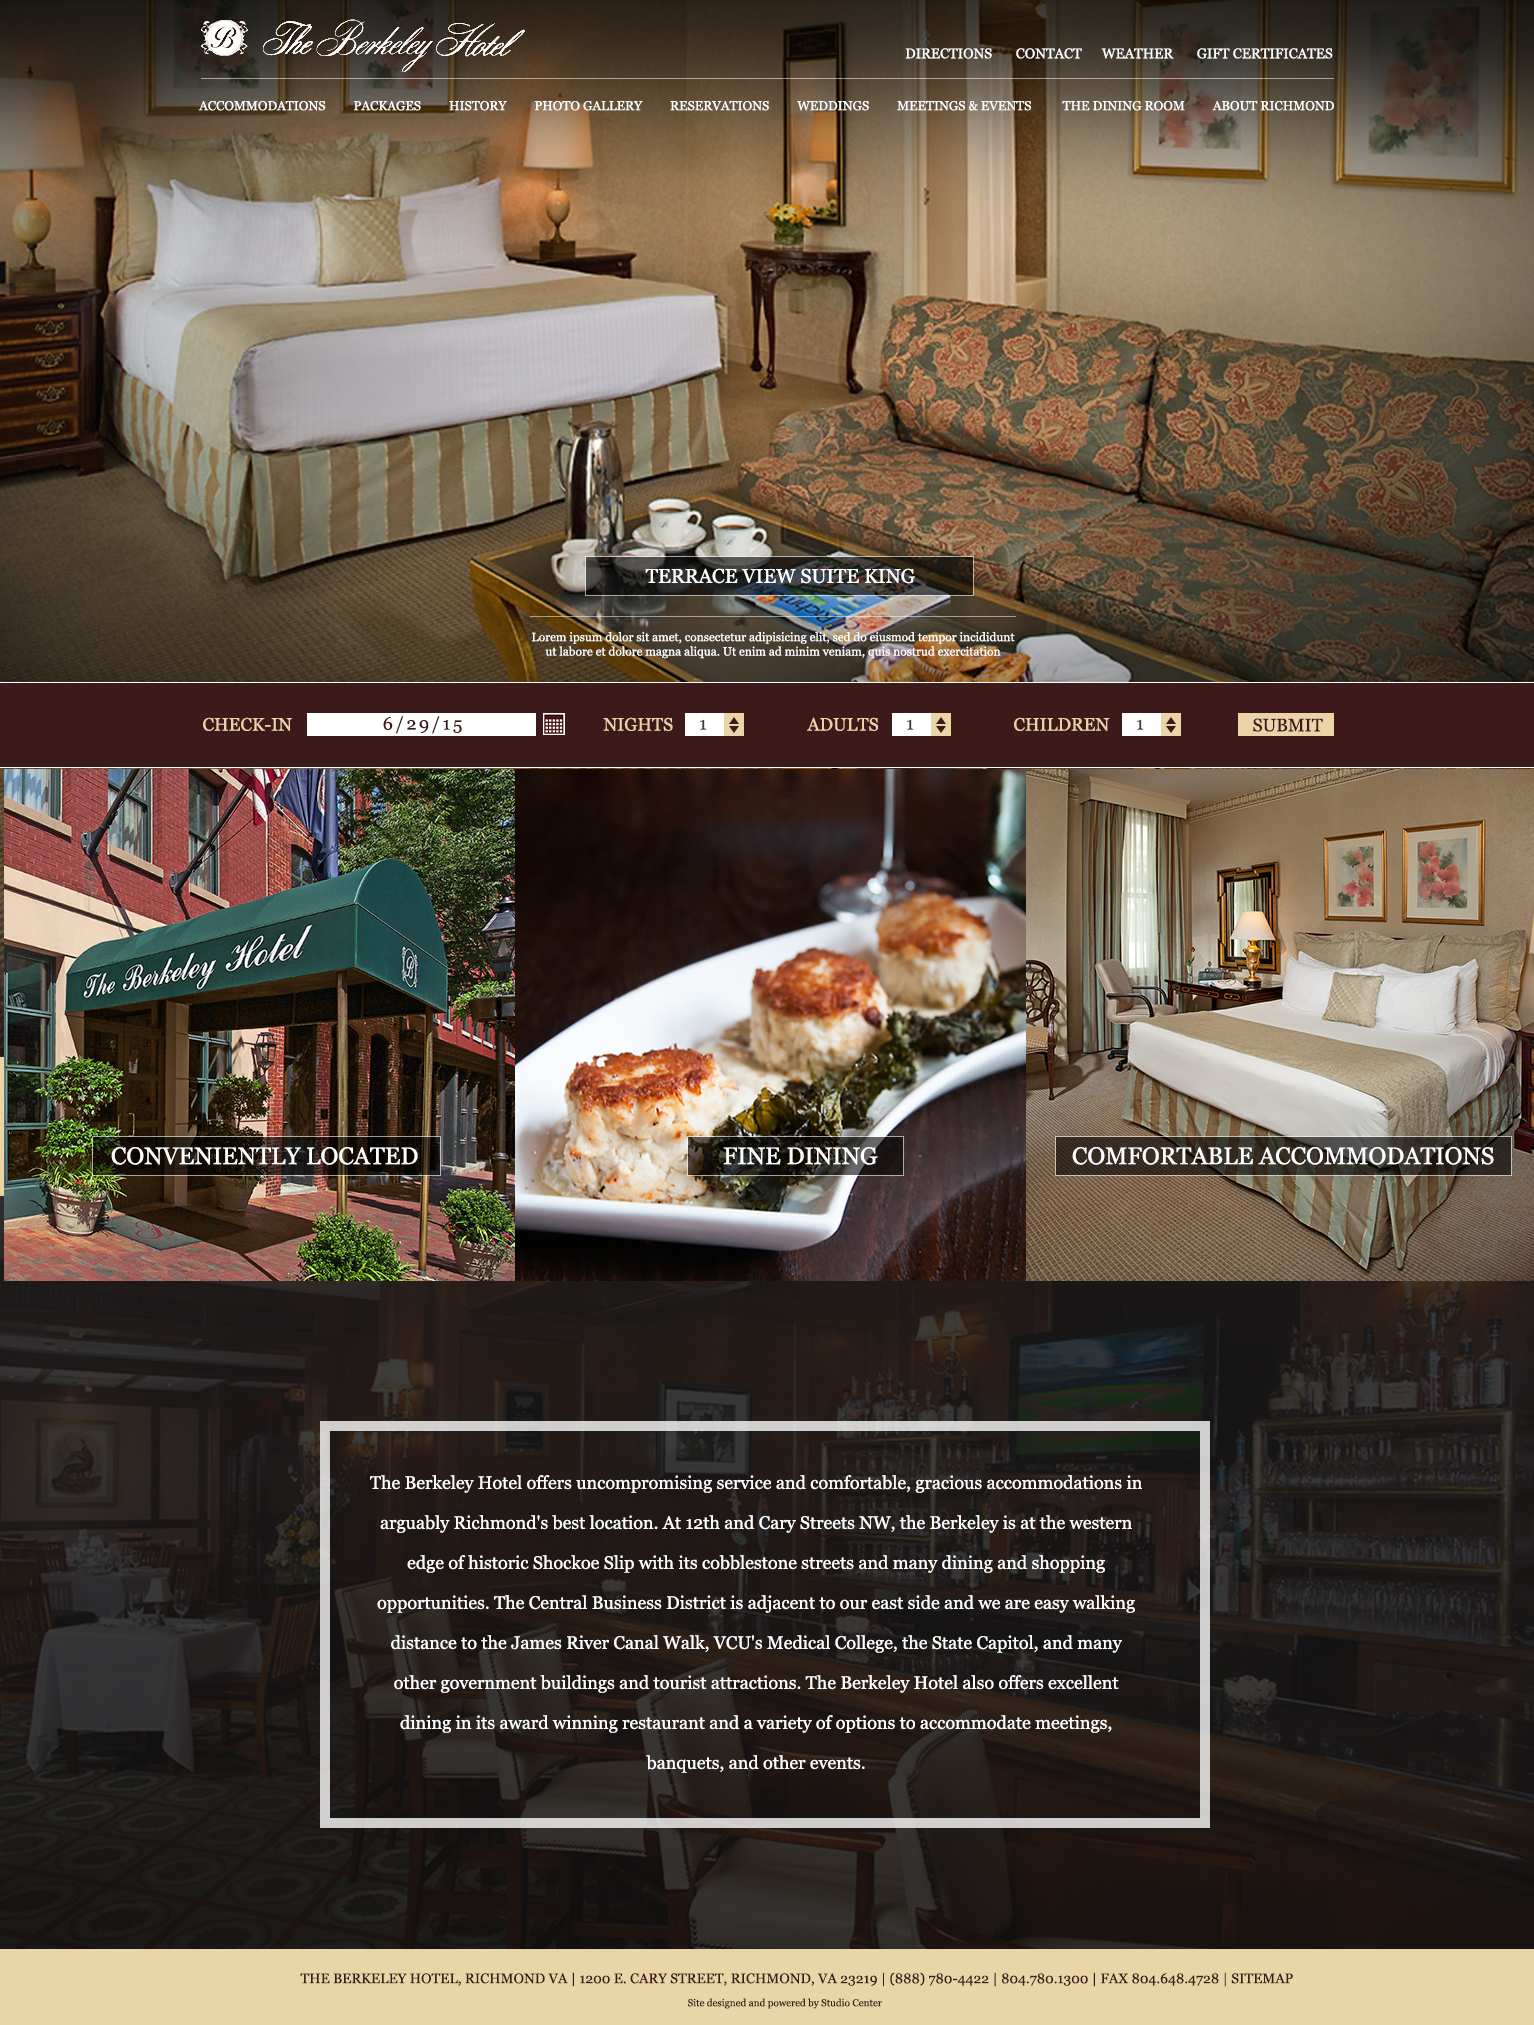 B The Berkeley Hotel
DIRECTIONS CONTACT WEATHER GIFT CERTIFICATES
ACCOMMODATIONS PACKAGES HISTORY PHOTO GALLERY RESERVATIONS WEDDINGS MEETINGS & EVENTS THE DINING ROOM ABOUT RICHMOND
TERRACE VIEW SUITE KING
Lorem ipsum dolor sit amet, consectetur adipisicing elit, sed do eiusmod tempor incididunt
ut labore et dolore magna aliqua. Ut enim ad minim veniam, quis nostrud exercitation
CHECK-IN 6/29/15 NIGHTS 1 ADULTS 1 CHILDREN 1 SUBMIT
The Berkeley Hotel B
CONVENIENTLY LOCATED
FINE DINING
COMFORTABLE ACCOMMODATIONS
The Berkeley Hotel offers uncompromising service and comfortable, gracious accommodations in
arguably Richmond's best location. At 12th and Cary Streets NW, the Berkeley is at the western
edge of historic Shockoe Slip with its cobblestone streets and many dining and shopping
opportunities. The Central Business District is adjacent to our east side and we are easy walking
distance to the James River Canal Walk, VCU's Medical College, the State Capitol, and many
other government buildings and tourist attractions. The Berkeley Hotel also offers excellent
dining in its award winning restaurant and a variety of options to accommodate meetings,
banquets, and other events.
THE BERKELEY HOTEL, RICHMOND VA | 1200 E. CARY STREET, RICHMOND, VA 23219 | (888) 780-4422 | 804.780.1300 | FAX 804.648.4728 | SITEMAP
Site designed and powered by Studio Center